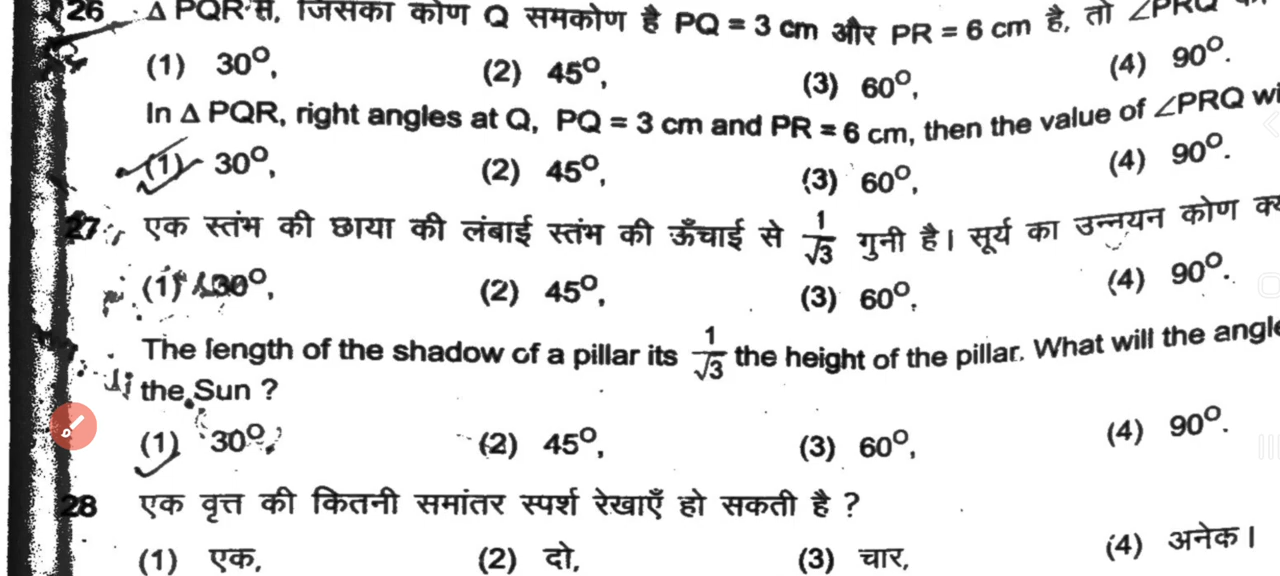 26 Δ PQR में, जिसका कोण Q समकोण है PQ = 3 cm और PR = 6 cm है, तो ∠PRQ
(1) 30°, (2) 45°, (3) 60°, (4) 90°.
In Δ PQR, right angles at Q, PQ = 3 cm and PR = 6 cm, then the value of ∠PRQ wi
(1) 30°, (2) 45°, (3) 60°, (4) 90°.
27 एक स्तंभ की छाया की लंबाई स्तंभ की ऊँचाई से 1/√3 गुनी है। सूर्य का उन्नयन कोण
(1) 30°, (2) 45°, (3) 60°, (4) 90°.
The length of the shadow of a pillar its 1/√3 the height of the pillar. What will the angle
the Sun ?
(1) 30°, (2) 45°, (3) 60°, (4) 90°.
28 एक वृत्त की कितनी समांतर स्पर्श रेखाएँ हो सकती है ?
(1) एक, (2) दो, (3) चार, (4) अनेक।